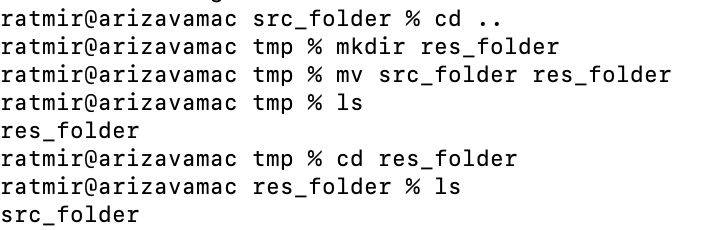 ratmir@arizavamac src_folder % cd ..
ratmir@arizavamac tmp % mkdir res_folder
ratmir@arizavamac tmp % mv src_folder res_folder
ratmir@arizavamac tmp % ls
res_folder
ratmir@arizavamac tmp % cd res_folder
ratmir@arizavamac res_folder % ls
src_folder